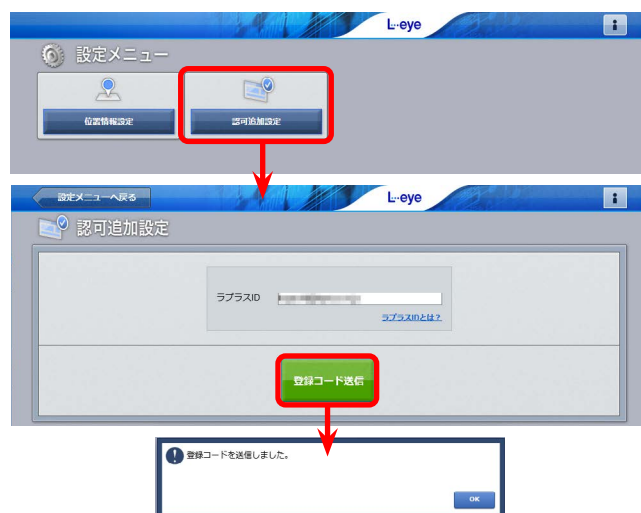 L-eye
設定メニュー
位置情報設定
認可追加設定
設定メニューへ戻る
L-eye
認可追加設定
ラプラスID
ラプラスIDとは?
登録コード送信
登録コードを送信しました。
OK